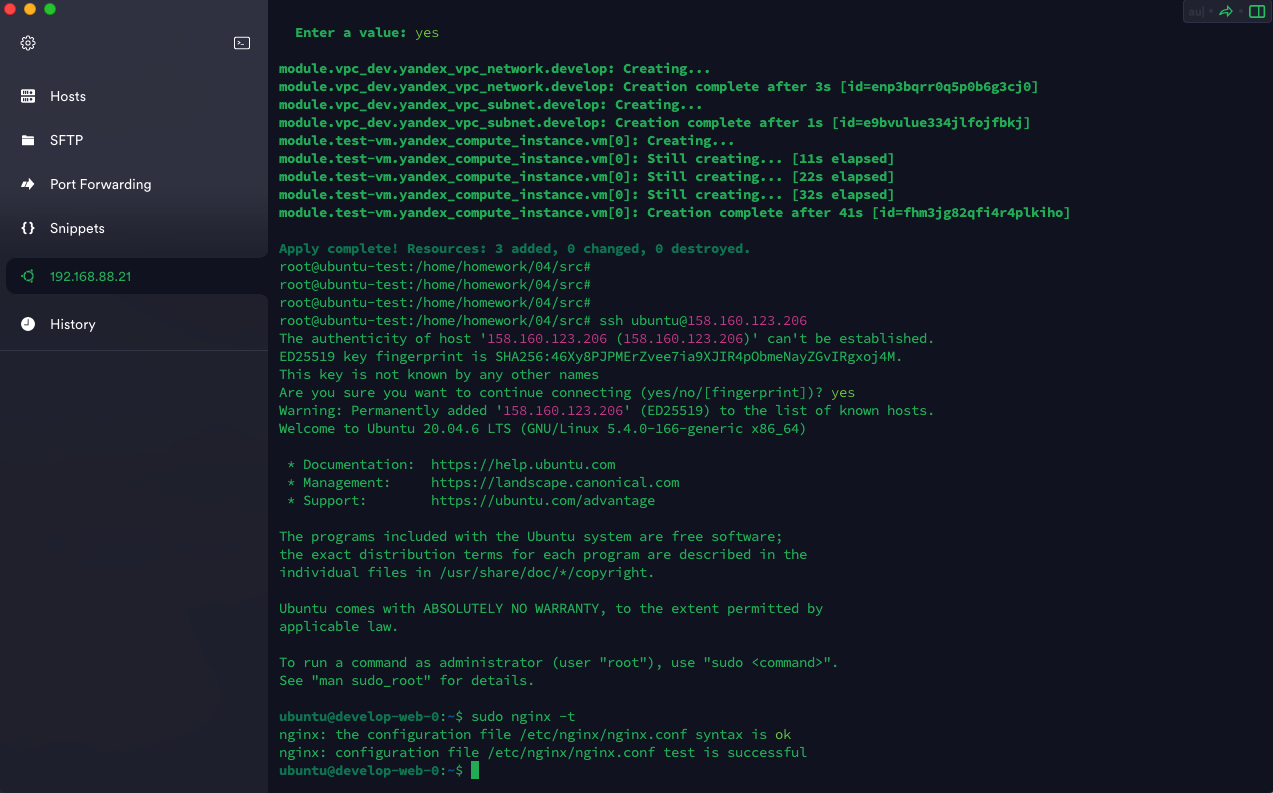 Hosts
SFTP
Port Forwarding
Snippets
192.168.88.21
History
au|
Enter a value: yes
module.vpc_dev.yandex_vpc_network.develop: Creating...
module.vpc_dev.yandex_vpc_network.develop: Creation complete after 3s [id=enp3bqrr0q5p0b6g3cj0]
module.vpc_dev.yandex_vpc_subnet.develop: Creating...
module.vpc_dev.yandex_vpc_subnet.develop: Creation complete after 1s [id=e9bvulue334jlfojfbkj]
module.test-vm.yandex_compute_instance.vm[0]: Creating...
module.test-vm.yandex_compute_instance.vm[0]: Still creating... [11s elapsed]
module.test-vm.yandex_compute_instance.vm[0]: Still creating... [22s elapsed]
module.test-vm.yandex_compute_instance.vm[0]: Still creating... [32s elapsed]
module.test-vm.yandex_compute_instance.vm[0]: Creation complete after 41s [id=fhm3jg82qfi4r4plkiho]
Apply complete! Resources: 3 added, 0 changed, 0 destroyed.
root@ubuntu-test:/home/homework/04/src#
root@ubuntu-test:/home/homework/04/src#
root@ubuntu-test:/home/homework/04/src#
root@ubuntu-test:/home/homework/04/src# ssh ubuntu@158.160.123.206
The authenticity of host '158.160.123.206 (158.160.123.206)' can't be established.
ED25519 key fingerprint is SHA256:46Xy8PJPMErZvee7ia9XJIR4pObmeNayZGvIRgxoj4M.
This key is not known by any other names
Are you sure you want to continue connecting (yes/no/[fingerprint])? yes
Warning: Permanently added '158.160.123.206' (ED25519) to the list of known hosts.
Welcome to Ubuntu 20.04.6 LTS (GNU/Linux 5.4.0-166-generic x86_64)
* Documentation: https://help.ubuntu.com
* Management: https://landscape.canonical.com
* Support: https://ubuntu.com/advantage
The programs included with the Ubuntu system are free software;
the exact distribution terms for each program are described in the
individual files in /usr/share/doc/*/copyright.
Ubuntu comes with ABSOLUTELY NO WARRANTY, to the extent permitted by
applicable law.
To run a command as administrator (user "root"), use "sudo <command>".
See "man sudo_root" for details.
ubuntu@develop-web-0:~$ sudo nginx -t
nginx: the configuration file /etc/nginx/nginx.conf syntax is ok
nginx: configuration file /etc/nginx/nginx.conf test is successful
ubuntu@develop-web-0:~$